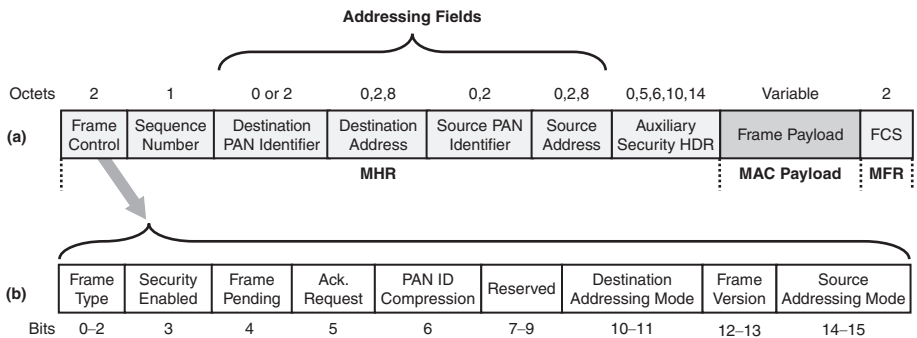 Addressing Fields
Octets 2 1 0 or 2 0,2,8 0,2 0,2,8 0,5,6,10,14 Variable 2
(a) Frame Control Sequence Number Destination PAN Identifier Destination Address Source PAN Identifier Source Address Auxiliary Security HDR Frame Payload FCS
MHR MAC Payload MFR
(b) Frame Type Security Enabled Frame Pending Ack. Request PAN ID Compression Reserved Destination Addressing Mode Frame Version Source Addressing Mode
Bits 0–2 3 4 5 6 7–9 10–11 12–13 14–15